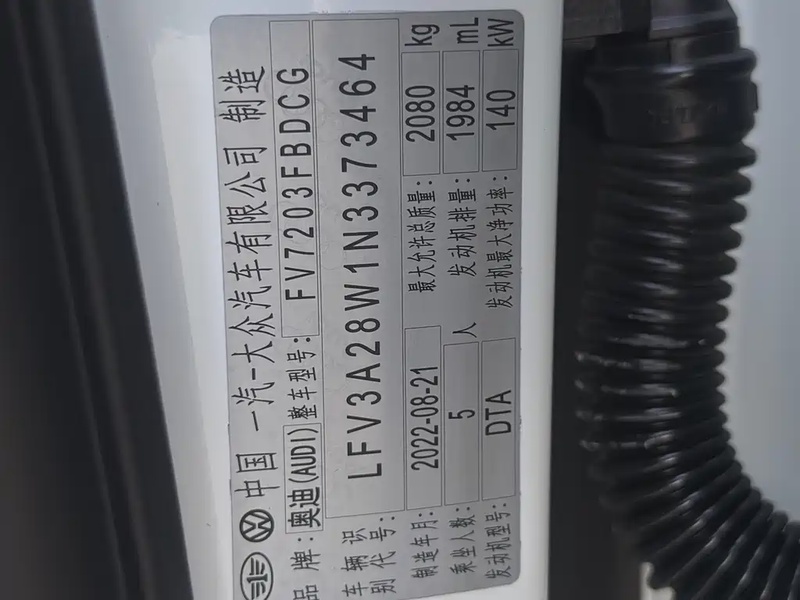 中国 一汽-大众汽车有限公司 制造
品 牌: 奥迪(AUDI) 整车型号: FV7203FBDCG
车 辆 识 别 代 号: LFV3A28W1N3373464
制造年月: 2022-08-21 最大允许总质量: 2080 kg
乘坐人数: 5 人 发动机排量: 1984 mL
发动机型号: DTA 发动机最大净功率: 140 kW